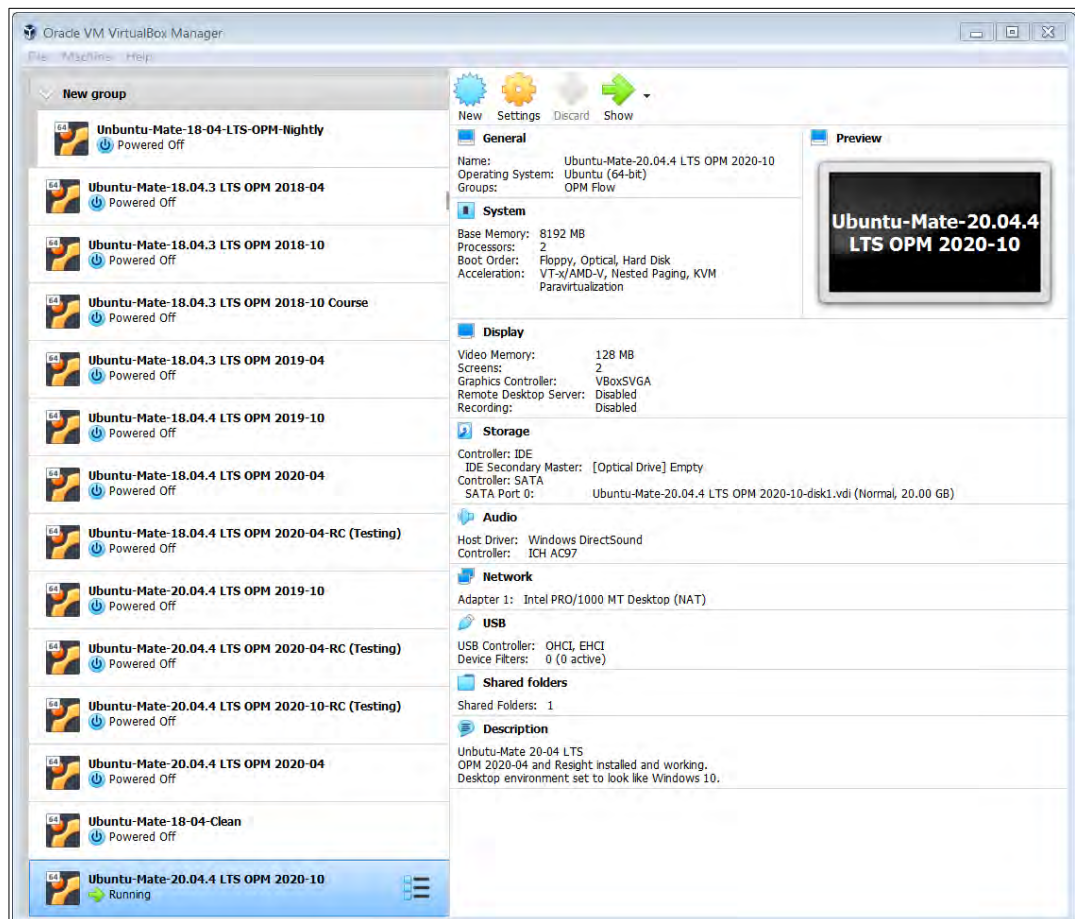 Oracle VM VirtualBox Manager
File Machine Help
New group
64
Unbuntu-Mate-18-04-LTS-OPM-Nightly
Powered Off
64
Ubuntu-Mate-18.04.3 LTS OPM 2018-04
Powered Off
64
Ubuntu-Mate-18.04.3 LTS OPM 2018-10
Powered Off
64
Ubuntu-Mate-18.04.3 LTS OPM 2018-10 Course
Powered Off
64
Ubuntu-Mate-18.04.3 LTS OPM 2019-04
Powered Off
64
Ubuntu-Mate-18.04.4 LTS OPM 2019-10
Powered Off
64
Ubuntu-Mate-18.04.4 LTS OPM 2020-04
Powered Off
64
Ubuntu-Mate-18.04.4 LTS OPM 2020-04-RC (Testing)
Powered Off
64
Ubuntu-Mate-20.04.4 LTS OPM 2019-10
Powered Off
64
Ubuntu-Mate-20.04.4 LTS OPM 2020-04-RC (Testing)
Powered Off
64
Ubuntu-Mate-20.04.4 LTS OPM 2020-10-RC (Testing)
Powered Off
64
Ubuntu-Mate-20.04.4 LTS OPM 2020-04
Powered Off
64
Ubuntu-Mate-18-04-Clean
Powered Off
64
Ubuntu-Mate-20.04.4 LTS OPM 2020-10
Running
New Settings Discard Show
General
Name: Ubuntu-Mate-20.04.4 LTS OPM 2020-10
Operating System: Ubuntu (64-bit)
Groups: OPM Flow
Preview
Ubuntu-Mate-20.04.4
LTS OPM 2020-10
System
Base Memory: 8192 MB
Processors: 2
Boot Order: Floppy, Optical, Hard Disk
Acceleration: VT-x/AMD-V, Nested Paging, KVM
Paravirtualization
Display
Video Memory: 128 MB
Screens: 2
Graphics Controller: VBoxSVGA
Remote Desktop Server: Disabled
Recording: Disabled
Storage
Controller: IDE
IDE Secondary Master: [Optical Drive] Empty
Controller: SATA
SATA Port 0: Ubuntu-Mate-20.04.4 LTS OPM 2020-10-disk1.vdi (Normal, 20.00 GB)
Audio
Host Driver: Windows DirectSound
Controller: ICH AC97
Network
Adapter 1: Intel PRO/1000 MT Desktop (NAT)
USB
USB Controller: OHCI, EHCI
Device Filters: 0 (0 active)
Shared folders
Shared Folders: 1
Description
Unbutu-Mate 20-04 LTS
OPM 2020-04 and Resight installed and working.
Desktop environment set to look like Windows 10.